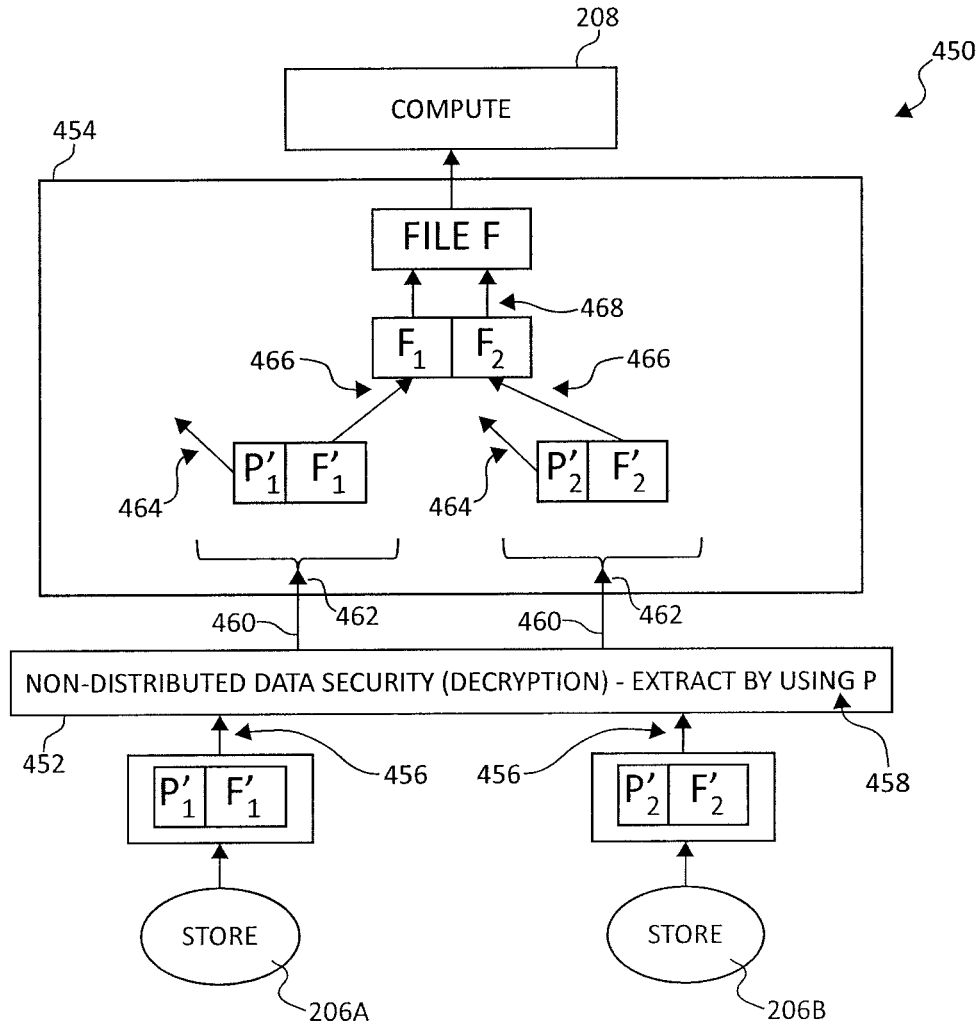 208
450
COMPUTE
454
FILE F
468
F1 F2
466 466
P'1 F'1 P'2 F'2
464 464
460 462 460 462
NON-DISTRIBUTED DATA SECURITY (DECRYPTION) - EXTRACT BY USING P
452 456 456 458
P'1 F'1 P'2 F'2
STORE STORE
206A 206B